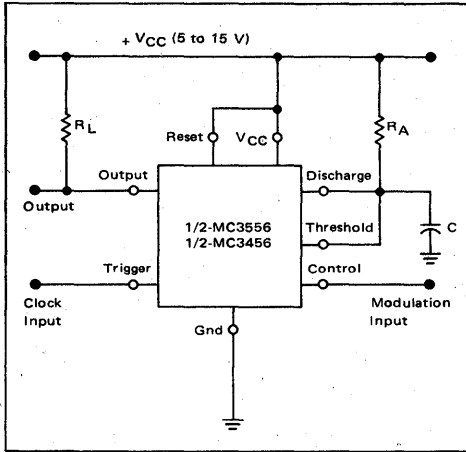 + VCC (5 to 15 V)
RL
RA
Reset
VCC
Output
Discharge
Output
1/2-MC3556
1/2-MC3456
Threshold
C
Trigger
Control
Clock
Input
Modulation
Input
Gnd